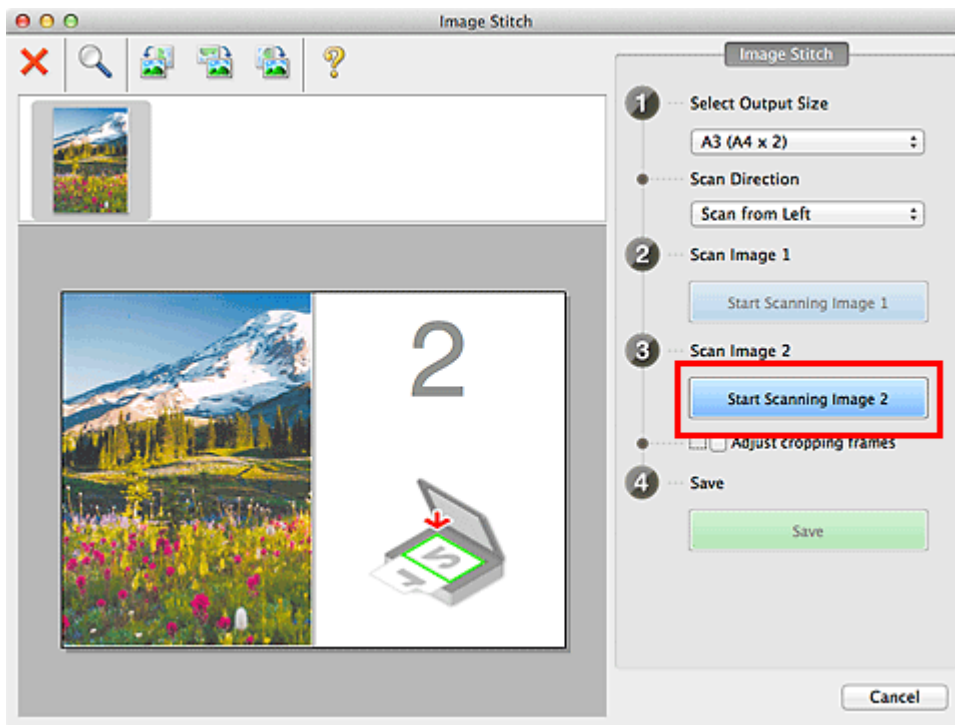 Image Stitch
Image Stitch
1
Select Output Size
A3 (A4 x 2)
Scan Direction
Scan from Left
2
Scan Image 1
Start Scanning Image 1
3
Scan Image 2
Start Scanning Image 2
Adjust cropping frames
4
Save
Save
2
1
2
Cancel